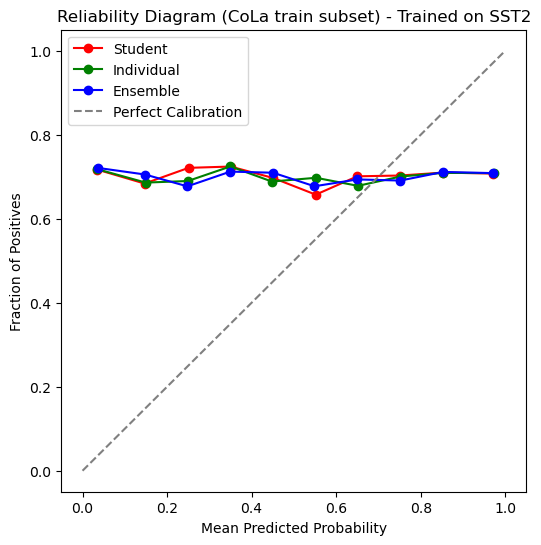 Reliability Diagram (CoLa train subset) - Trained on SST2
Student
Individual
Ensemble
Perfect Calibration
1.0
0.8
0.6
0.4
0.2
0.0
Fraction of Positives
0.0 0.2 0.4 0.6 0.8 1.0
Mean Predicted Probability